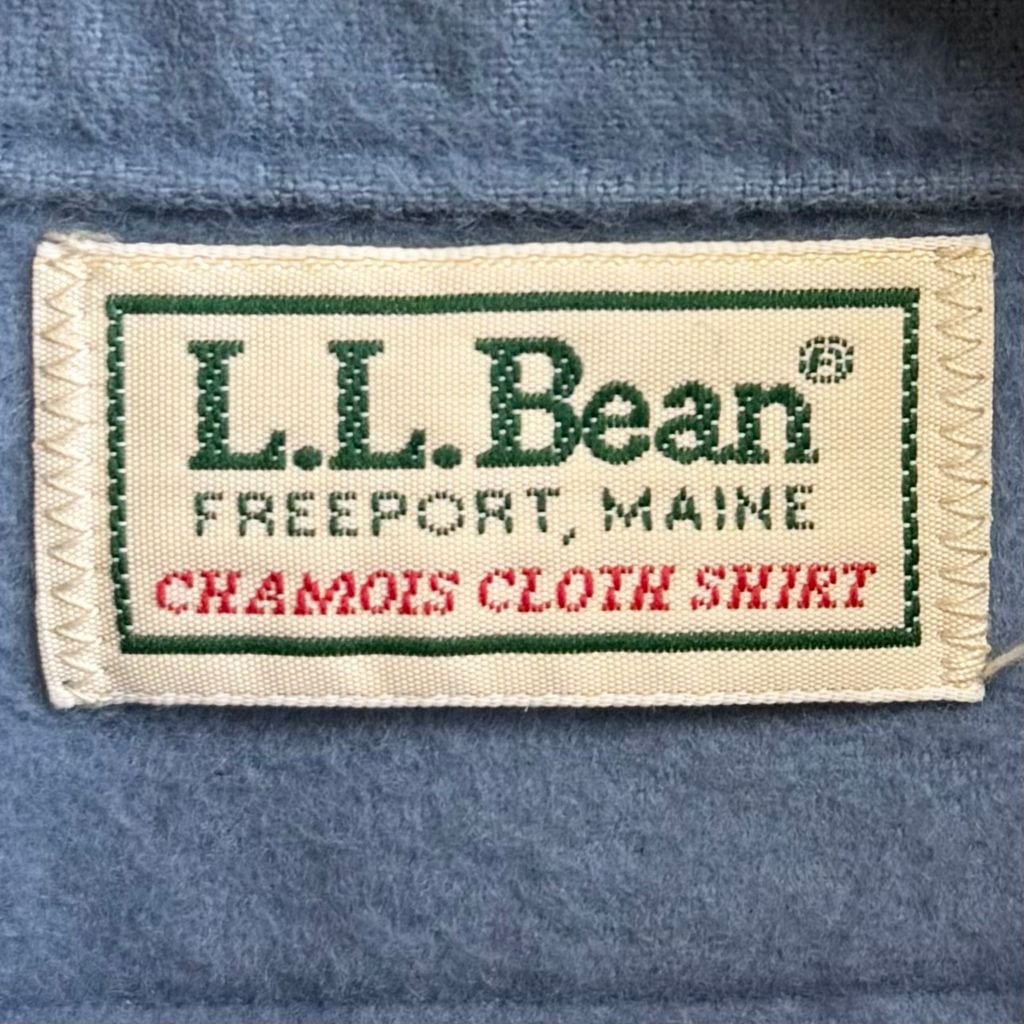 L.L.Bean®
FREEPORT, MAINE
CHAMOIS CLOTH SHIRT